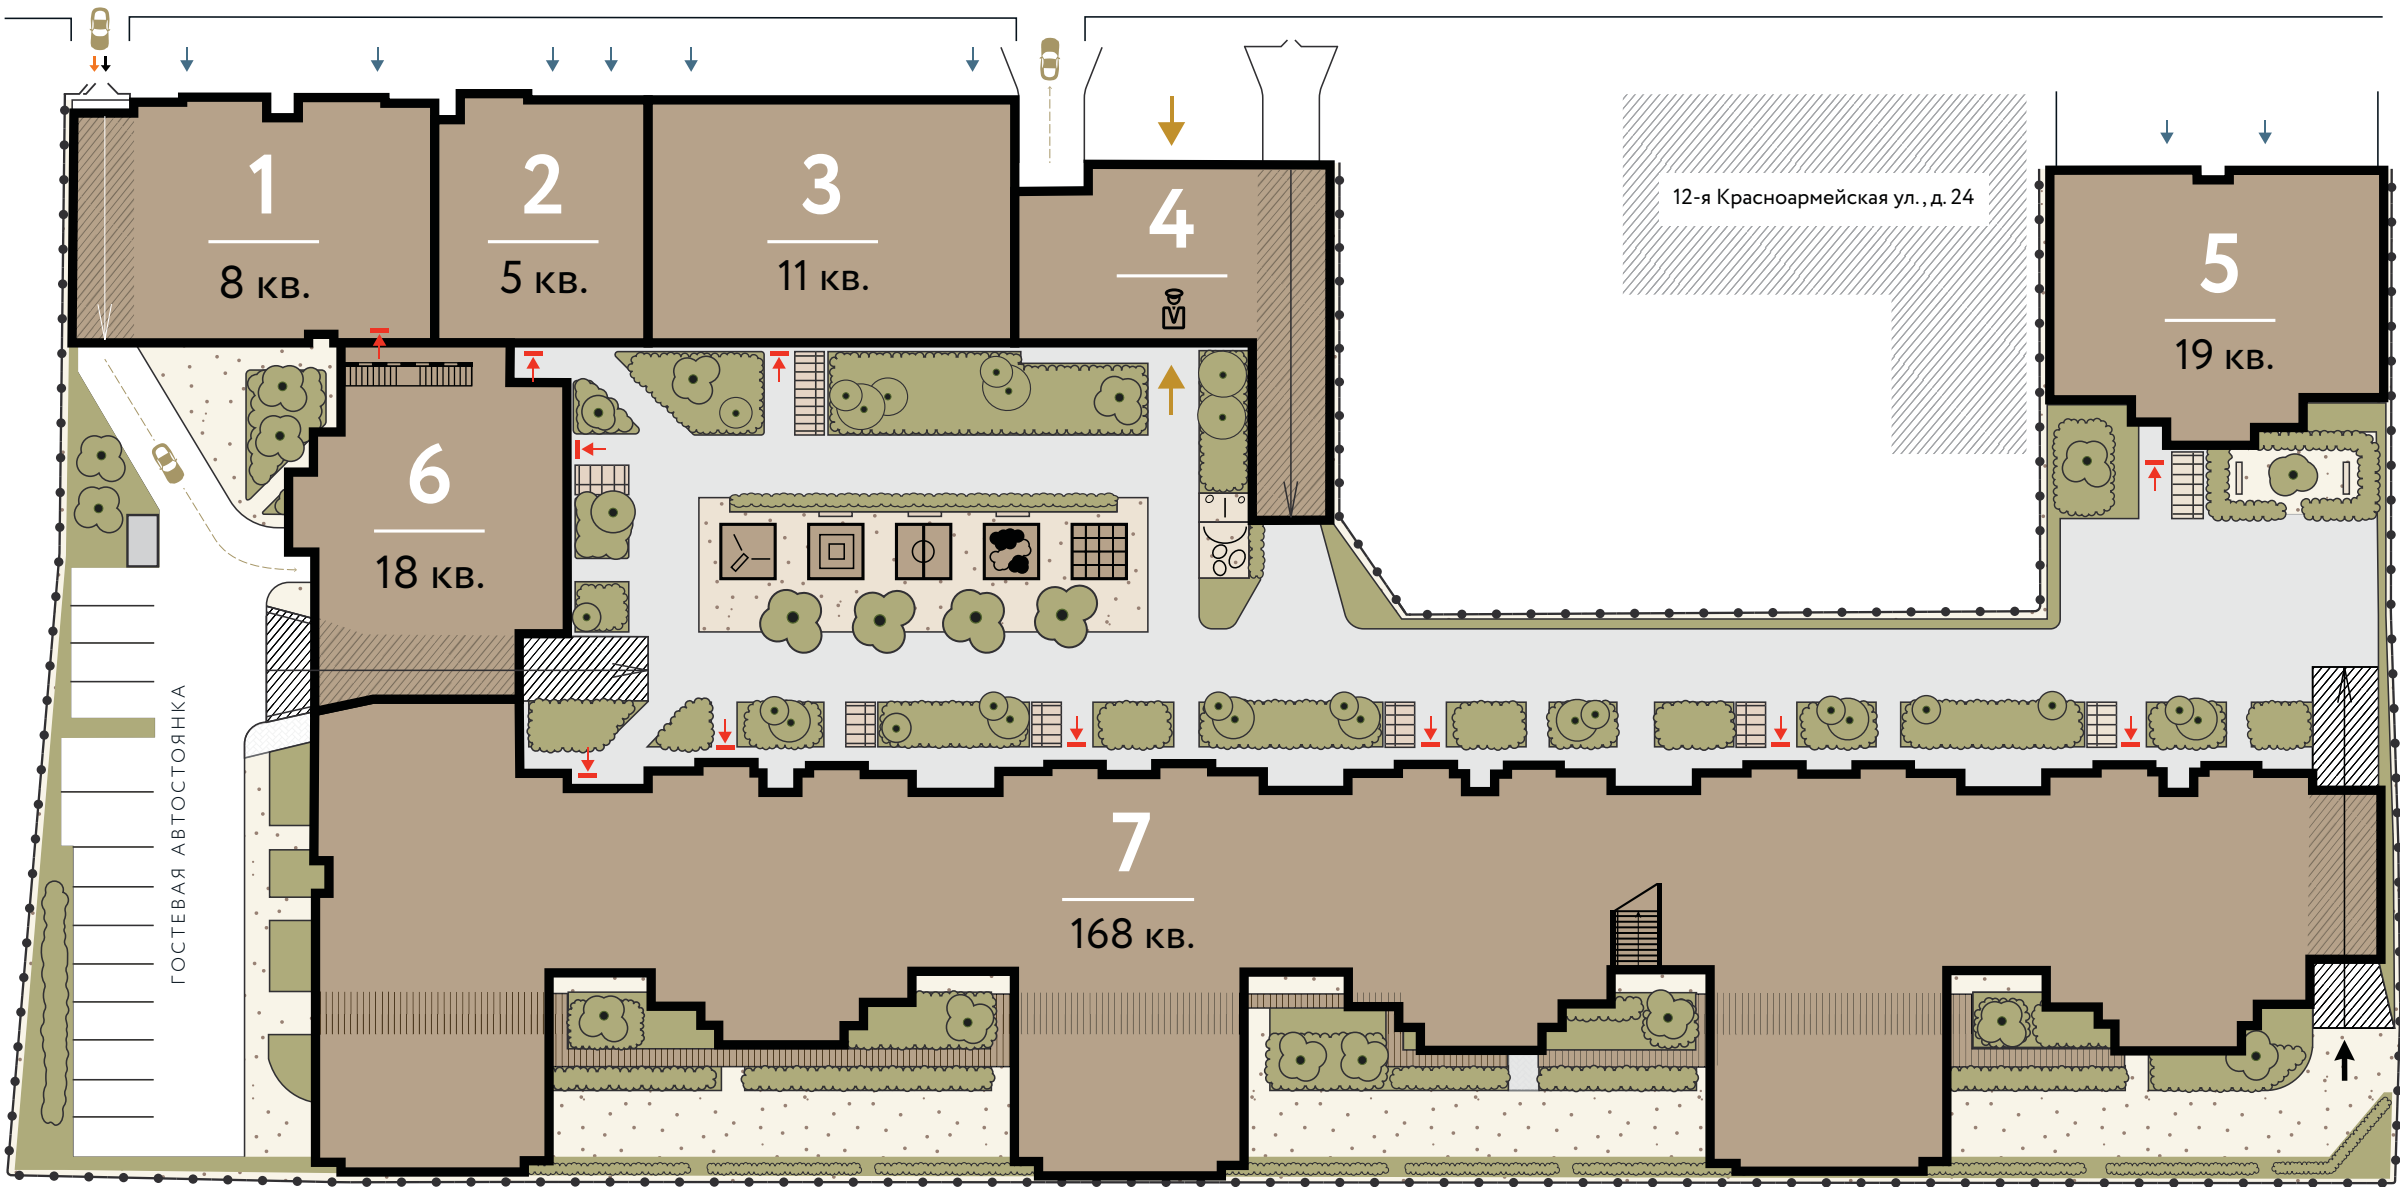 1
8 кв.
2
5 кв.
3
11 кв.
4
12-я Красноармейская ул., д. 24
5
19 кв.
6
18 кв.
ГОСТЕВАЯ АВТОСТОЯНКА
7
168 кв.